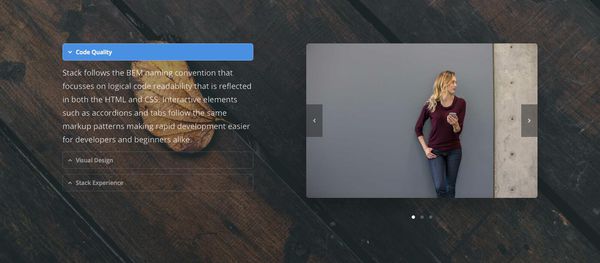 Code Quality
Stack follows the BEM naming convention that
focusses on logical code readability that is reflected
in both the HTML and CSS. Interactive elements
such as accordions and tabs follow the same
markup patterns making rapid development easier
for developers and beginners alike.
Visual Design
Stack Experience